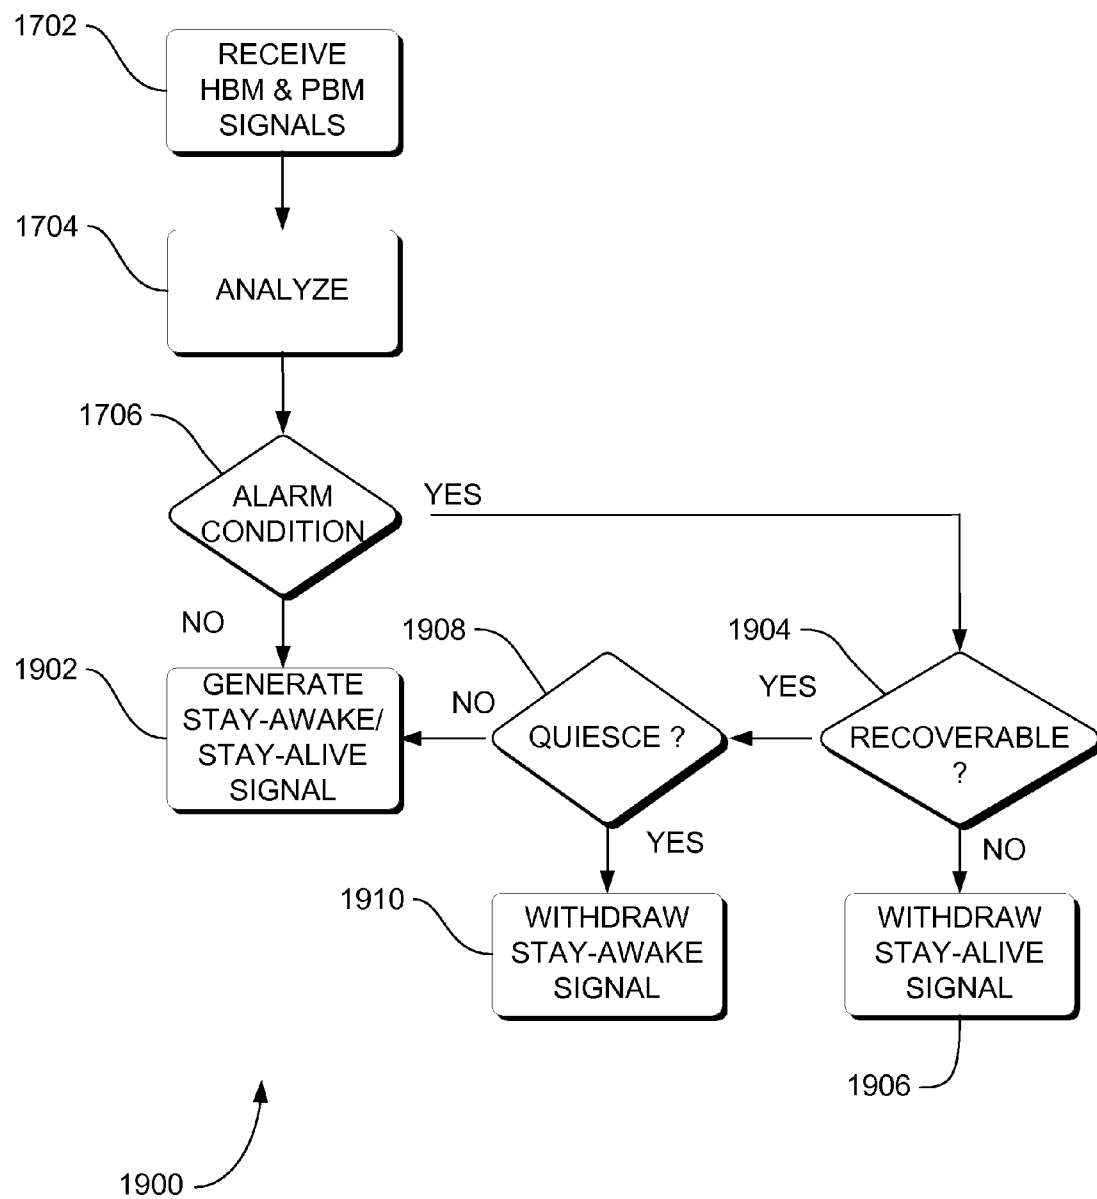 1702
RECEIVE
HBM & PBM
SIGNALS
1704
ANALYZE
1706
ALARM
CONDITION
YES
NO
1908
1904
1902
GENERATE
STAY-AWAKE/
STAY-ALIVE
SIGNAL
NO
QUIESCE ?
YES
RECOVERABLE
?
YES
NO
1910
WITHDRAW
STAY-AWAKE
SIGNAL
WITHDRAW
STAY-ALIVE
SIGNAL
1906
1900